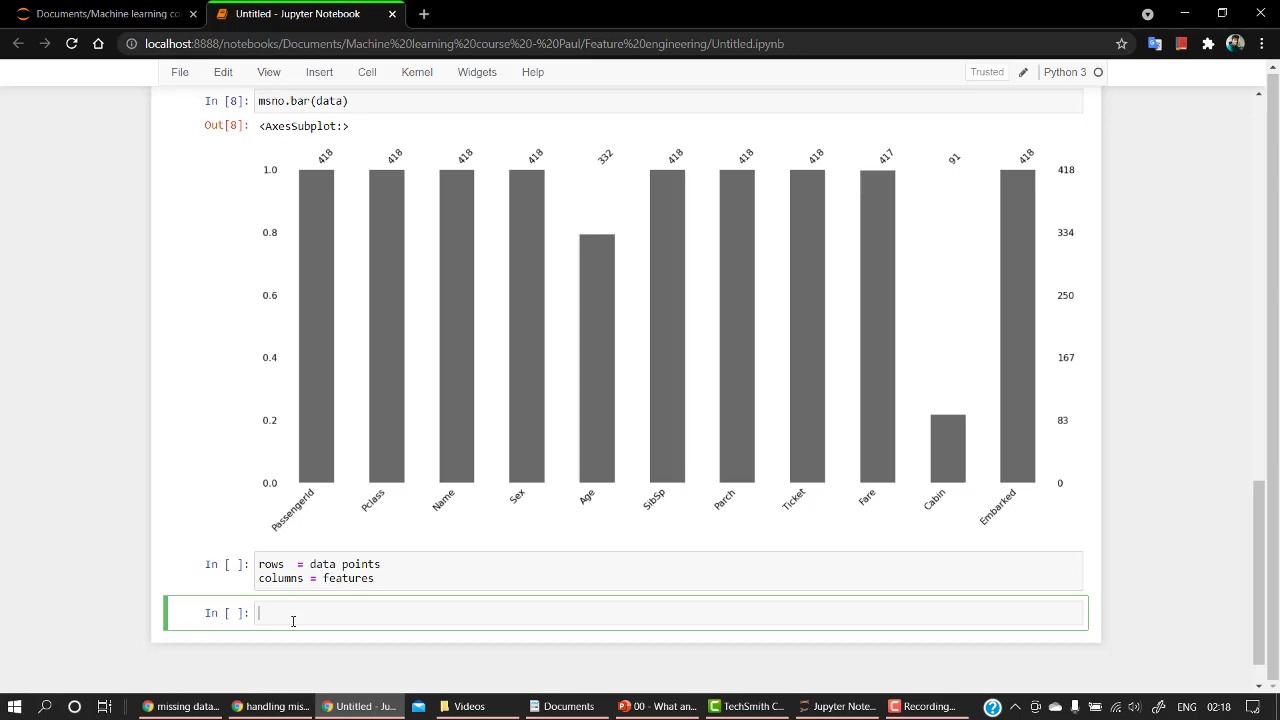 Documents/Machine learning co
Untitled - Jupyter Notebook
localhost:8888/notebooks/Documents/Machine%20learning%20course%20-%20Paul/Feature%20engineering/Untitled.ipynb
File Edit View Insert Cell Kernel Widgets Help
Trusted
Python 3
In [8]: msno.bar(data)
Out[8]: <AxesSubplot:>
418 418 418 418 332 418 418 418 417 91 418
1.0 418
0.8 334
0.6 250
0.4 167
0.2 83
0.0 0
PassengerId Pclass Name Sex Age SibSp Parch Ticket Fare Cabin Embarked
In [ ]: rows = data points
columns = features
In [ ]:
missing data...
handling mis...
Untitled - Ju...
Videos
Documents
00 - What an...
TechSmith C...
Jupyter Note...
Recording...
ENG
02:18